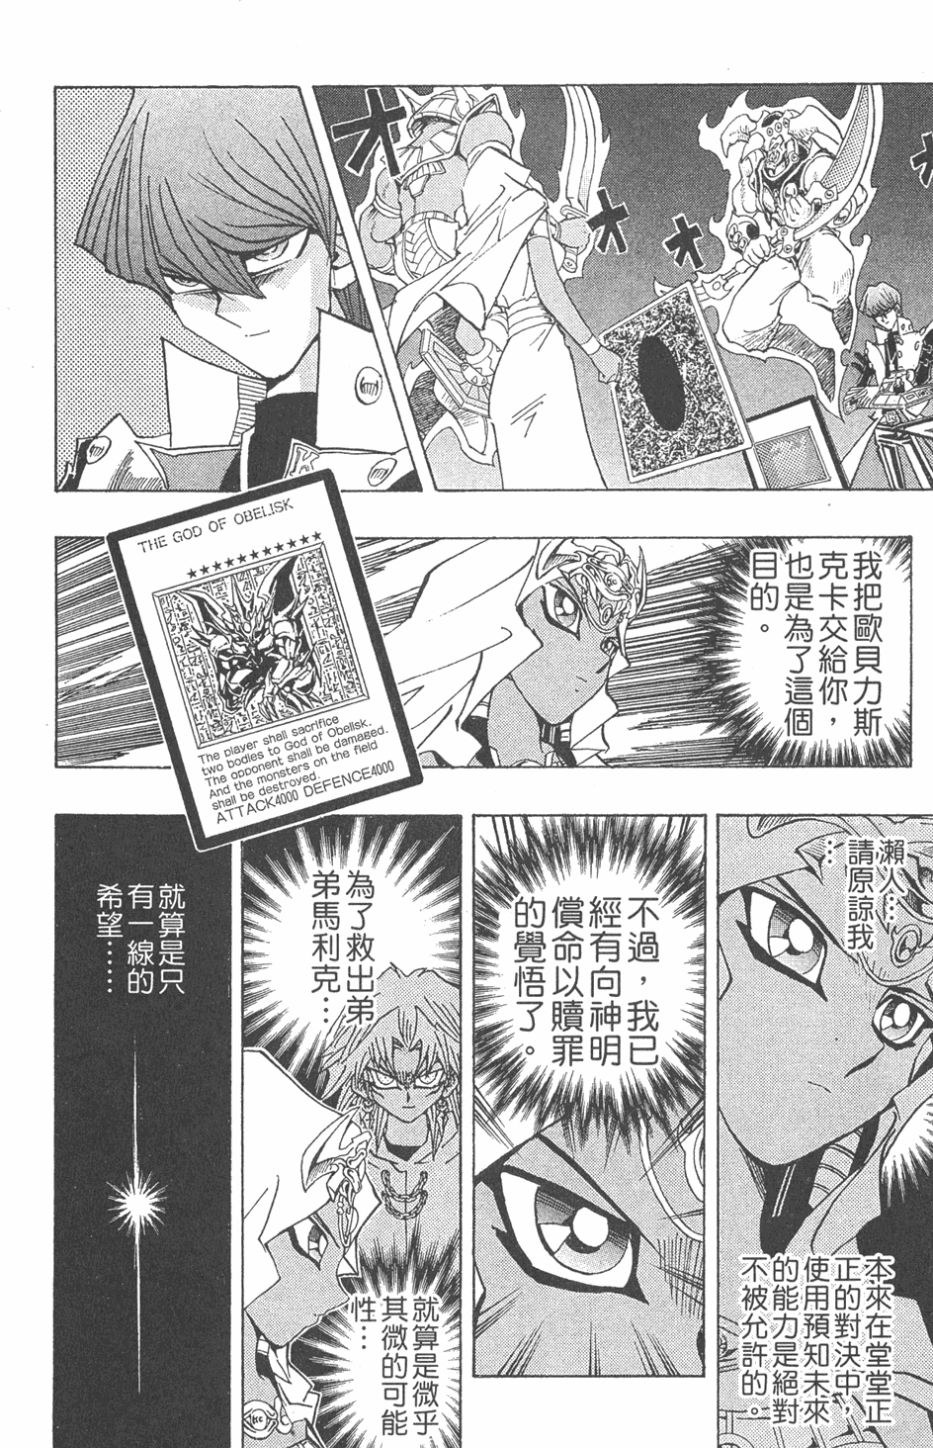 オ
オ
オ
オ
THE GOD OF OBELISK
★★★★★★★★★★★
The player shall sacrifice
two bodies to God of Obelisk.
The opponent shall be damaged.
And the monsters on the field
shall be destroyed.
ATTACK4000 DEFENCE4000
我把歐貝力斯
克卡交給你，
也是為了這個
目的。
瀨人…
請原諒我
…
本來在堂堂正
正的對決中，
使用預知未來
的能力是絕對
不被允許的。
不過，我已
經有向神明
償命以贖罪
的覺悟了。
為了救出弟
弟馬利克…
就算是微乎
其微的可能
性…
就算是只
有一線的
希望……